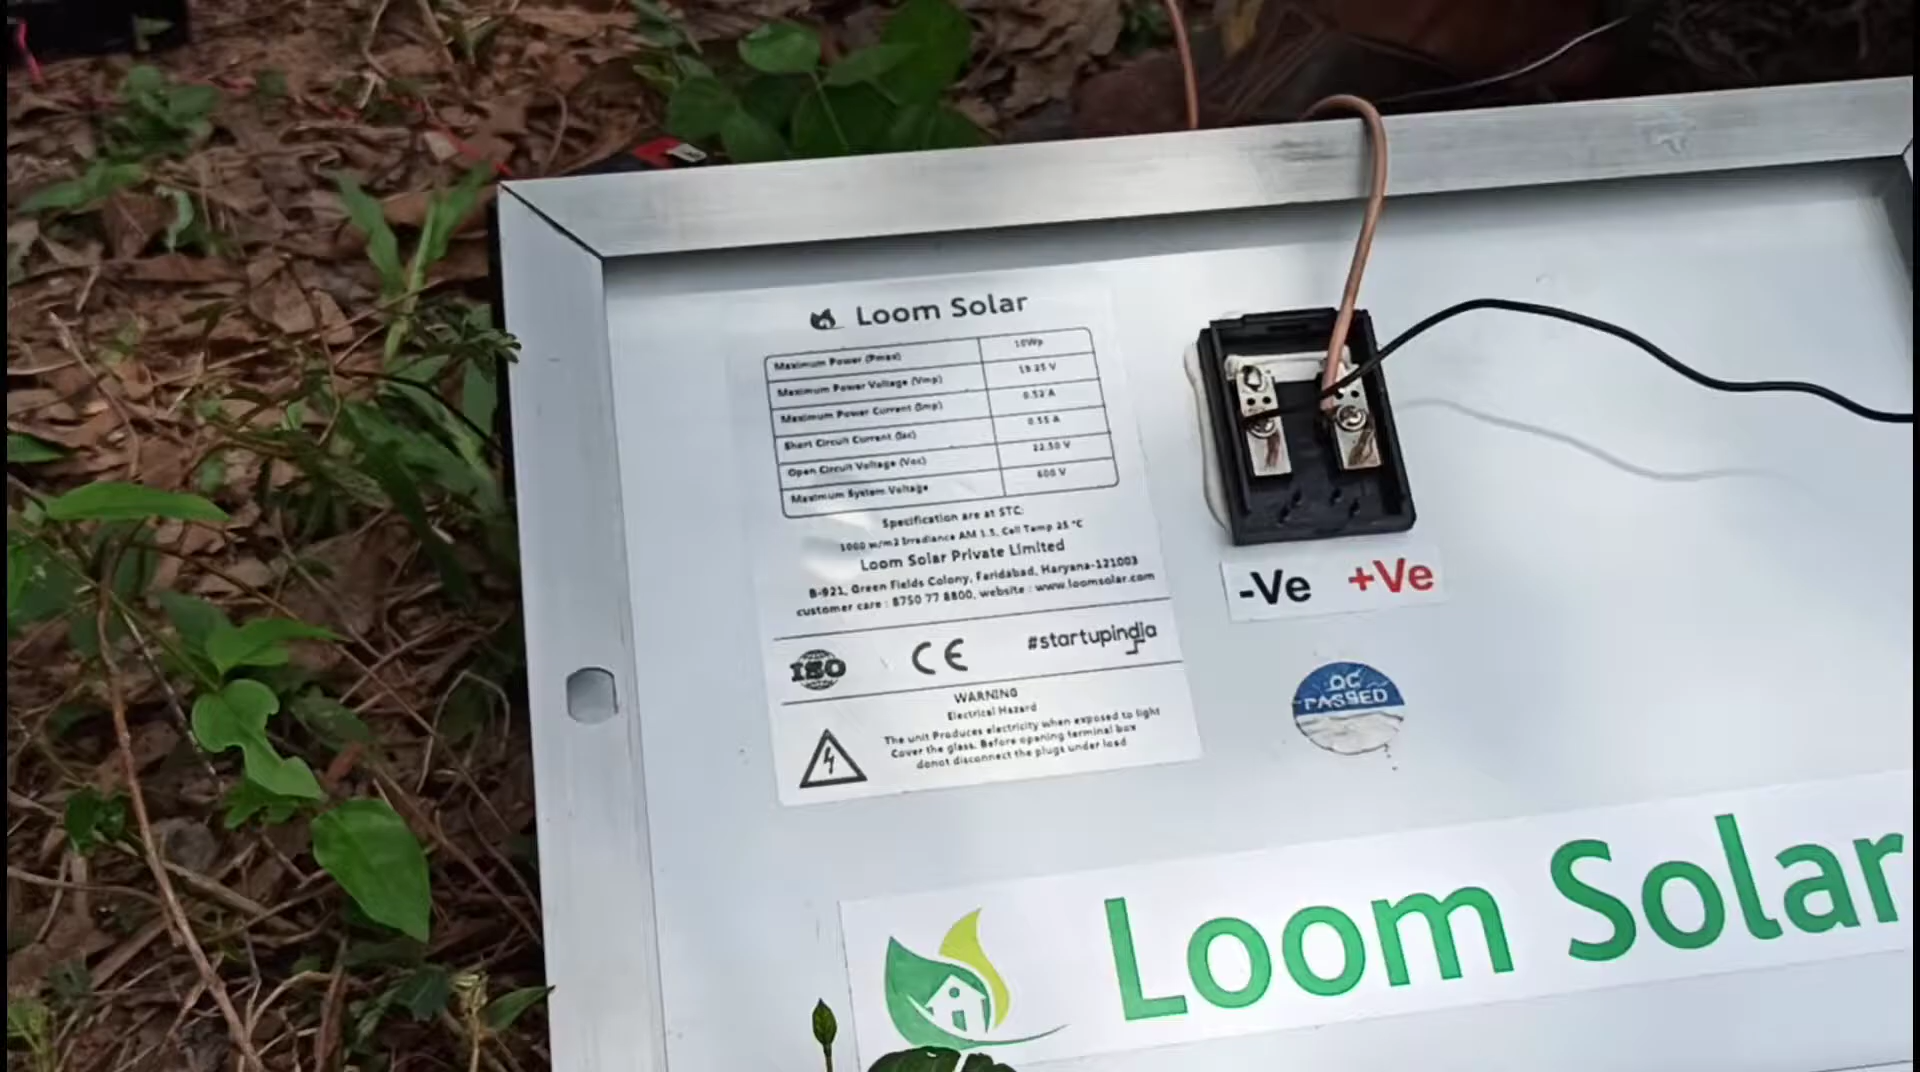 Loom Solar
Maximum Power (Pmax) 10Wp
Maximum Power Voltage (Vmp) 19.25 V
Maximum Power Current (Imp) 0.52 A
Short Circuit Current (Isc) 0.55 A
Open Circuit Voltage (Voc) 22.50 V
Maximum System Voltage 600 V
Specification are at STC:
1000 w/m2 Irradiance AM 1.5, Cell Temp 25 °C
Loom Solar Private Limited
B-921, Green Fields Colony, Faridabad, Haryana-121003
customer care : 8750 77 8800, website : www.loomsolar.com
ISO CE #startupindia
WARNING
Electrical Hazard
The unit Produces electricity when exposed to light
Cover the glass. Before opening terminal box
donot disconnect the plugs under load
-Ve +Ve
QC
PASSED
Loom Solar